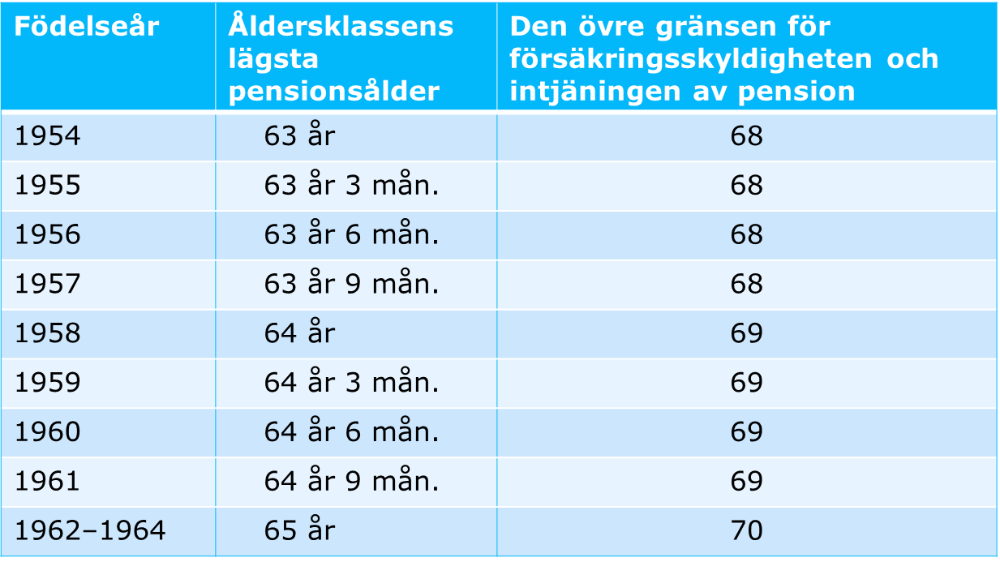 Födelseår Åldersklassens lägsta pensionsålder Den övre gränsen för försäkringsskyldigheten och intjäningen av pension
1954 63 år 68
1955 63 år 3 mån. 68
1956 63 år 6 mån. 68
1957 63 år 9 mån. 68
1958 64 år 69
1959 64 år 3 mån. 69
1960 64 år 6 mån. 69
1961 64 år 9 mån. 69
1962–1964 65 år 70